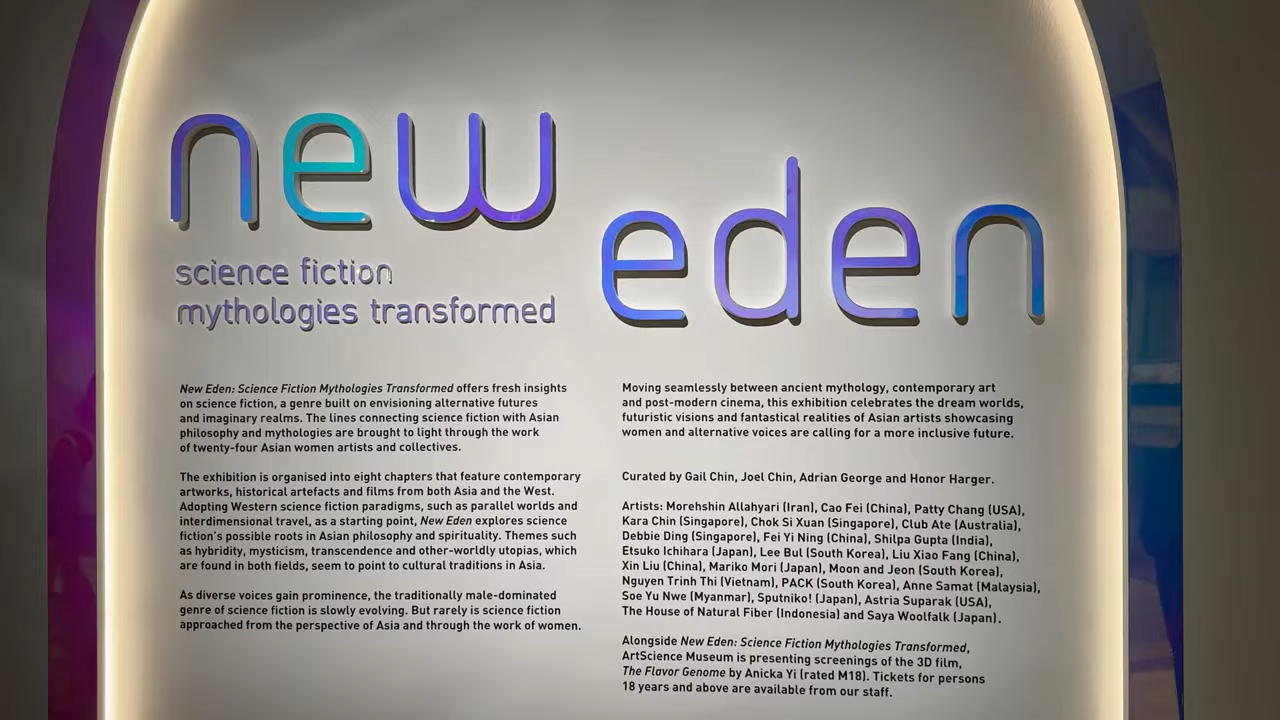 new eden
science fiction
mythologies transformed
New Eden: Science Fiction Mythologies Transformed offers fresh insights
on science fiction, a genre built on envisioning alternative futures
and imaginary realms. The lines connecting science fiction with Asian
philosophy and mythologies are brought to light through the work
of twenty-four Asian women artists and collectives.
The exhibition is organised into eight chapters that feature contemporary
artworks, historical artefacts and films from both Asia and the West.
Adopting Western science fiction paradigms, such as parallel worlds and
interdimensional travel, as a starting point, New Eden explores science
fiction's possible roots in Asian philosophy and spirituality. Themes such
as hybridity, mysticism, transcendence and other-worldly utopias, which
are found in both fields, seem to point to cultural traditions in Asia.
As diverse voices gain prominence, the traditionally male-dominated
genre of science fiction is slowly evolving. But rarely is science fiction
approached from the perspective of Asia and through the work of women.
Moving seamlessly between ancient mythology, contemporary art
and post-modern cinema, this exhibition celebrates the dream worlds,
futuristic visions and fantastical realities of Asian artists showcasing
women and alternative voices are calling for a more inclusive future.
Curated by Gail Chin, Joel Chin, Adrian George and Honor Harger.
Artists: Morehshin Allahyari (Iran), Cao Fei (China), Patty Chang (USA),
Kara Chin (Singapore), Chok Si Xuan (Singapore), Club Ate (Australia),
Debbie Ding (Singapore), Fei Yi Ning (China), Shilpa Gupta (India),
Etsuko Ichihara (Japan), Lee Bul (South Korea), Liu Xiao Fang (China),
Xin Liu (China), Mariko Mori (Japan), Moon and Jeon (South Korea),
Nguyen Trinh Thi (Vietnam), PACK (South Korea), Anne Samat (Malaysia),
Soe Yu Nwe (Myanmar), Sputniko! (Japan), Astria Suparak (USA),
The House of Natural Fiber (Indonesia) and Saya Woolfalk (Japan).
Alongside New Eden: Science Fiction Mythologies Transformed,
ArtScience Museum is presenting screenings of the 3D film,
The Flavor Genome by Anicka Yi (rated M18). Tickets for persons
18 years and above are available from our staff.